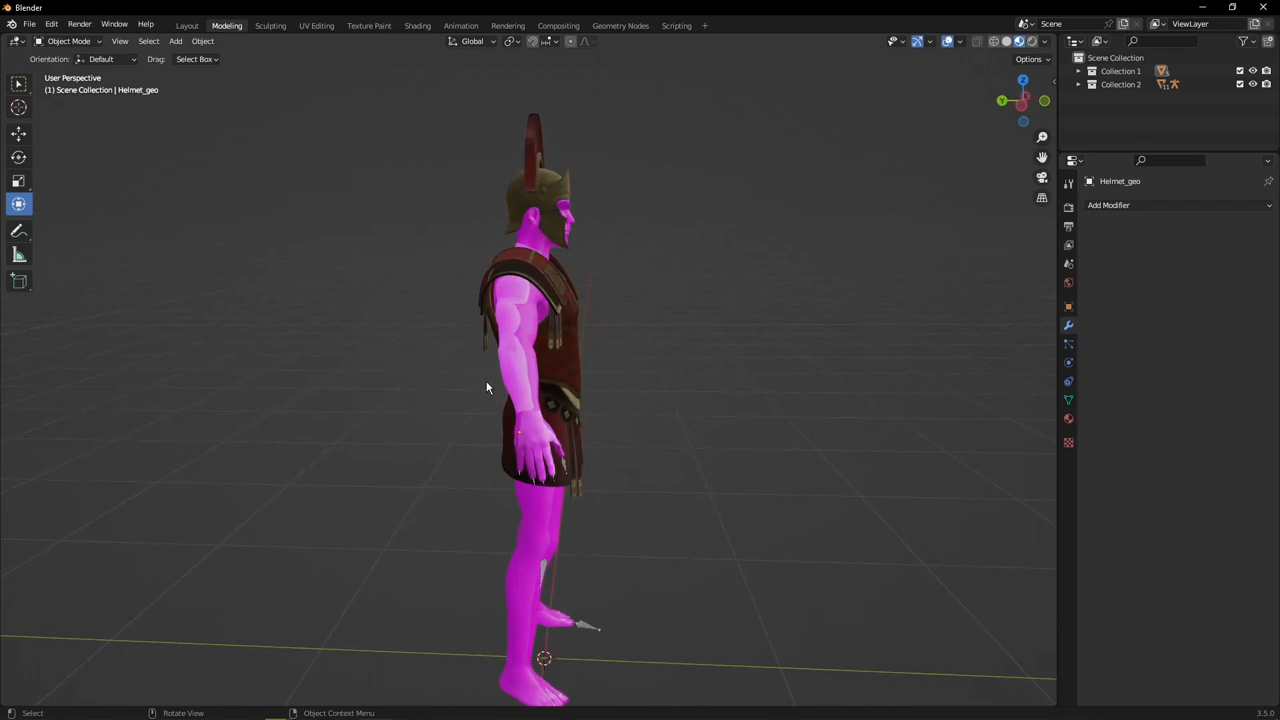 Blender
File Edit Render Window Help
Layout Modeling Sculpting UV Editing Texture Paint Shading Animation Rendering Compositing Geometry Nodes Scripting +
Scene
ViewLayer
Object Mode View Select Add Object
Global
Orientation: Default Drag: Select Box
Options
User Perspective
(1) Scene Collection | Helmet_geo
Z
Y
Scene Collection
Collection 1
Collection 2
Helmet_geo
Add Modifier
Select
Rotate View
Object Context Menu
3.5.0